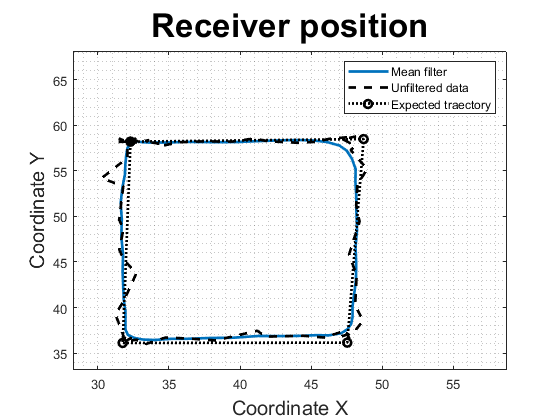 Receiver position
Mean filter
Unfiltered data
Expected traectory
Coordinate Y
65
60
55
50
45
40
35
30 35 40 45 50 55
Coordinate X